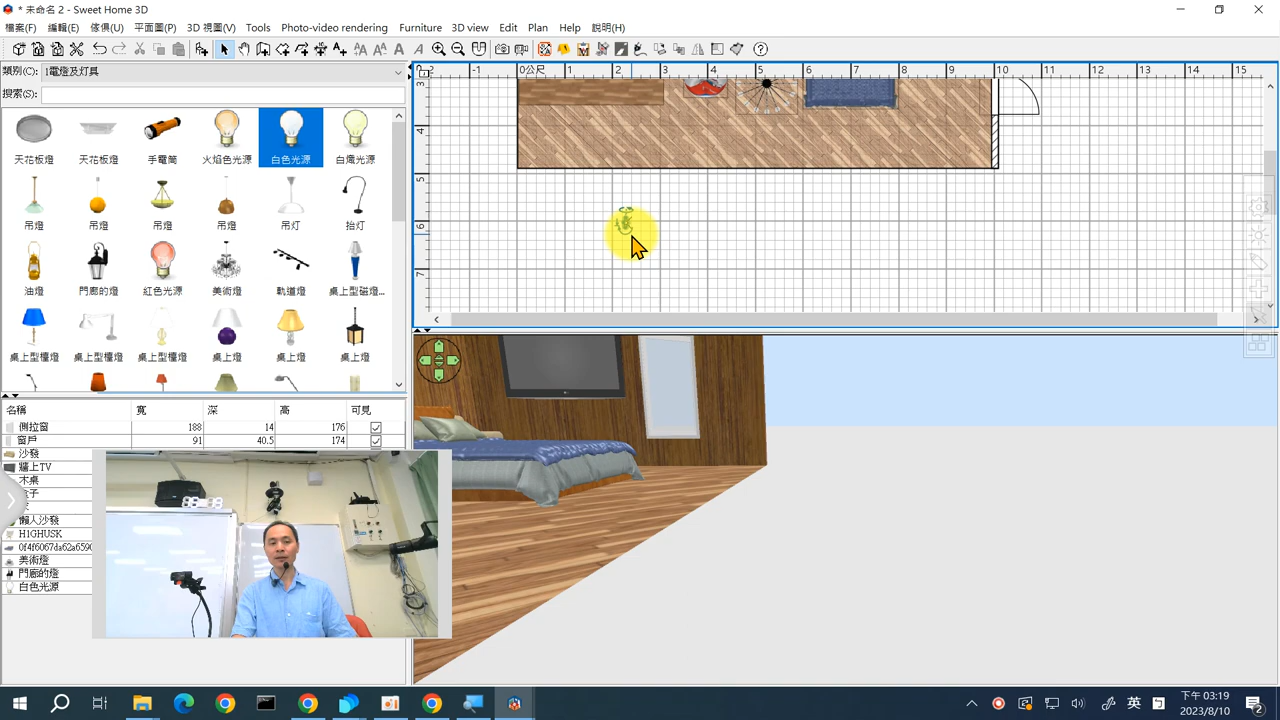 * 未命名 2 - Sweet Home 3D
檔案(F) 編輯(E) 傢俱(U) 平面圖(P) 3D 視圖(V) Tools Photo-video rendering Furniture 3D view Edit Plan Help 說明(H)
類別(C): 1電燈及灯具
搜索(S):
天花板燈 天花板燈 手電筒 火焰色光源 白色光源 白熾光源
吊燈 吊燈 吊燈 吊燈 吊灯 抬灯
油燈 門廊的燈 紅色光源 美術燈 軌道燈 桌上型磁燈...
桌上型檯燈 桌上型檯燈 桌上型檯燈 桌上燈 桌上燈 桌上燈
-1 0公尺 1 2 3 4 5 6 7 8 9 10 11 12 13 14 15
3
4
5
6
7
名稱 寬 深 高 可見
側拉窗 188 14 176
窗戶 91 40.5 174
沙發
牆上TV
木桌
懶人沙發
H1GHUSK
0f4f6067da62a6590
美術燈
門廊的燈
白色光源
英
下午 03:19
2023/8/10
2